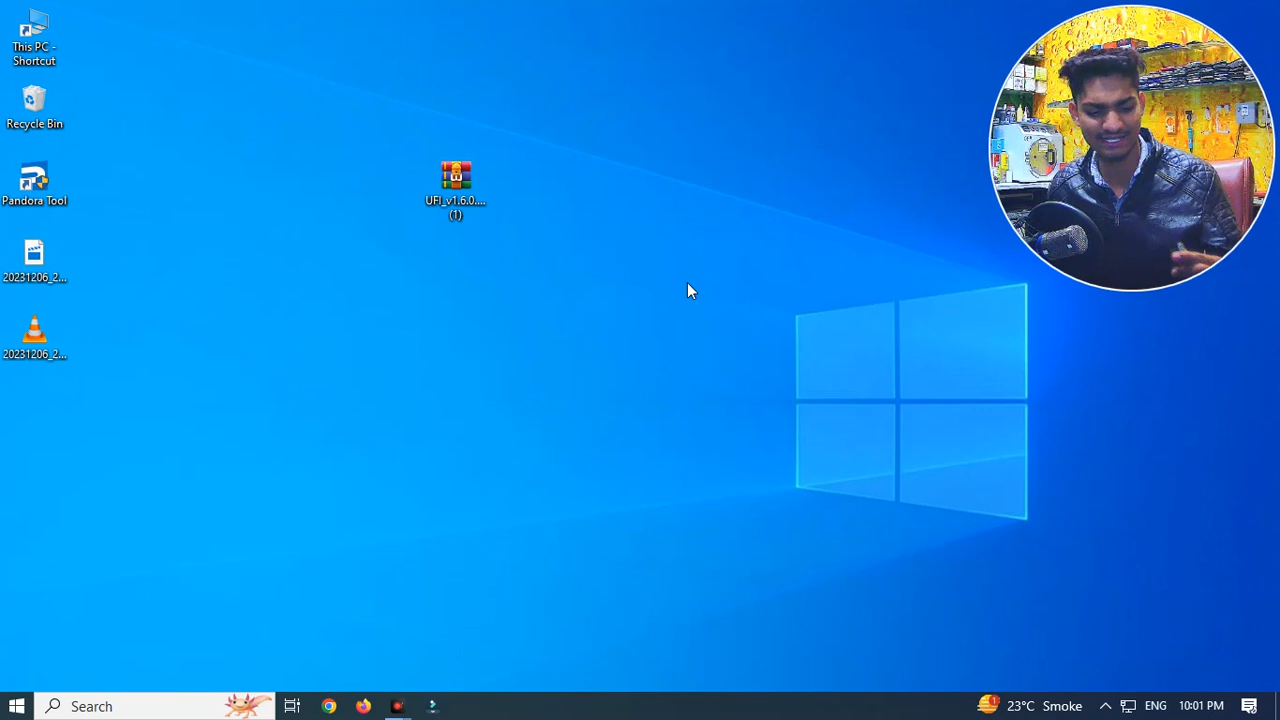 This PC -
Shortcut
Recycle Bin
Pandora Tool
20231206_2...
20231206_2...
UFI_v1.6.0....
(1)
Search
1
23°C Smoke
ENG
10:01 PM